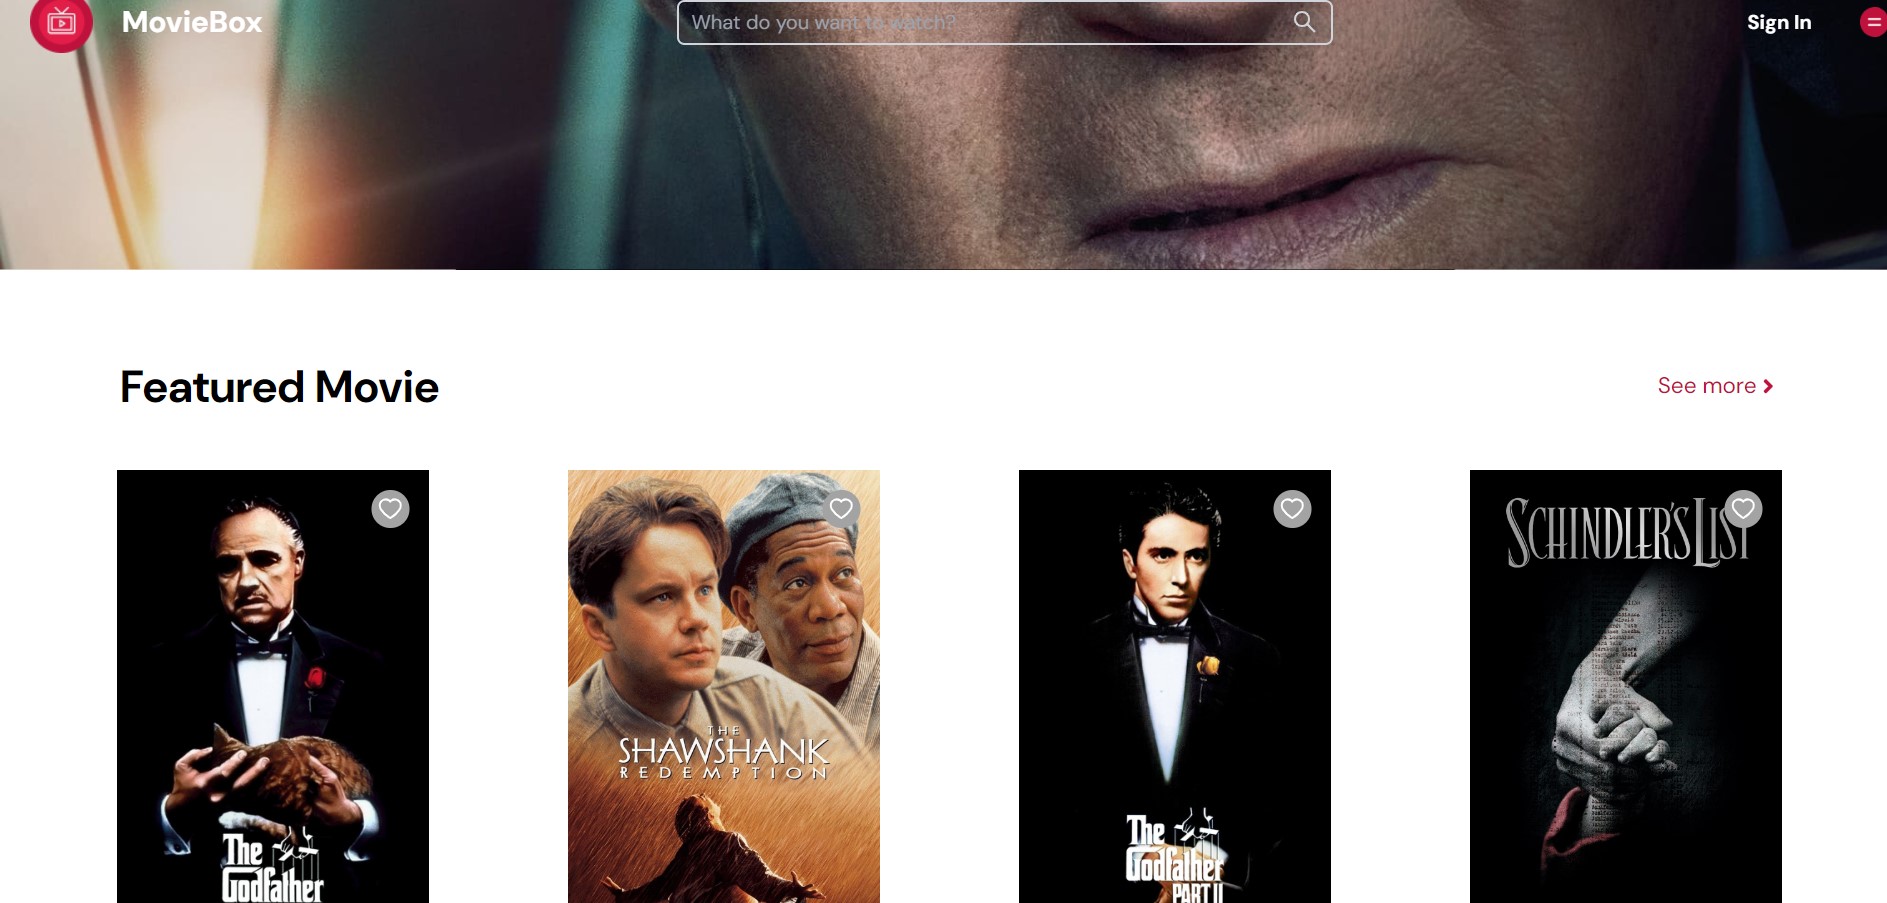 MovieBox
What do you want to watch?
Sign In
Featured Movie
See more
The
Godfather
THE
SHAWSHANK
REDEMPTION
The
Godfather
PART II
SCHINDLER'S LIST